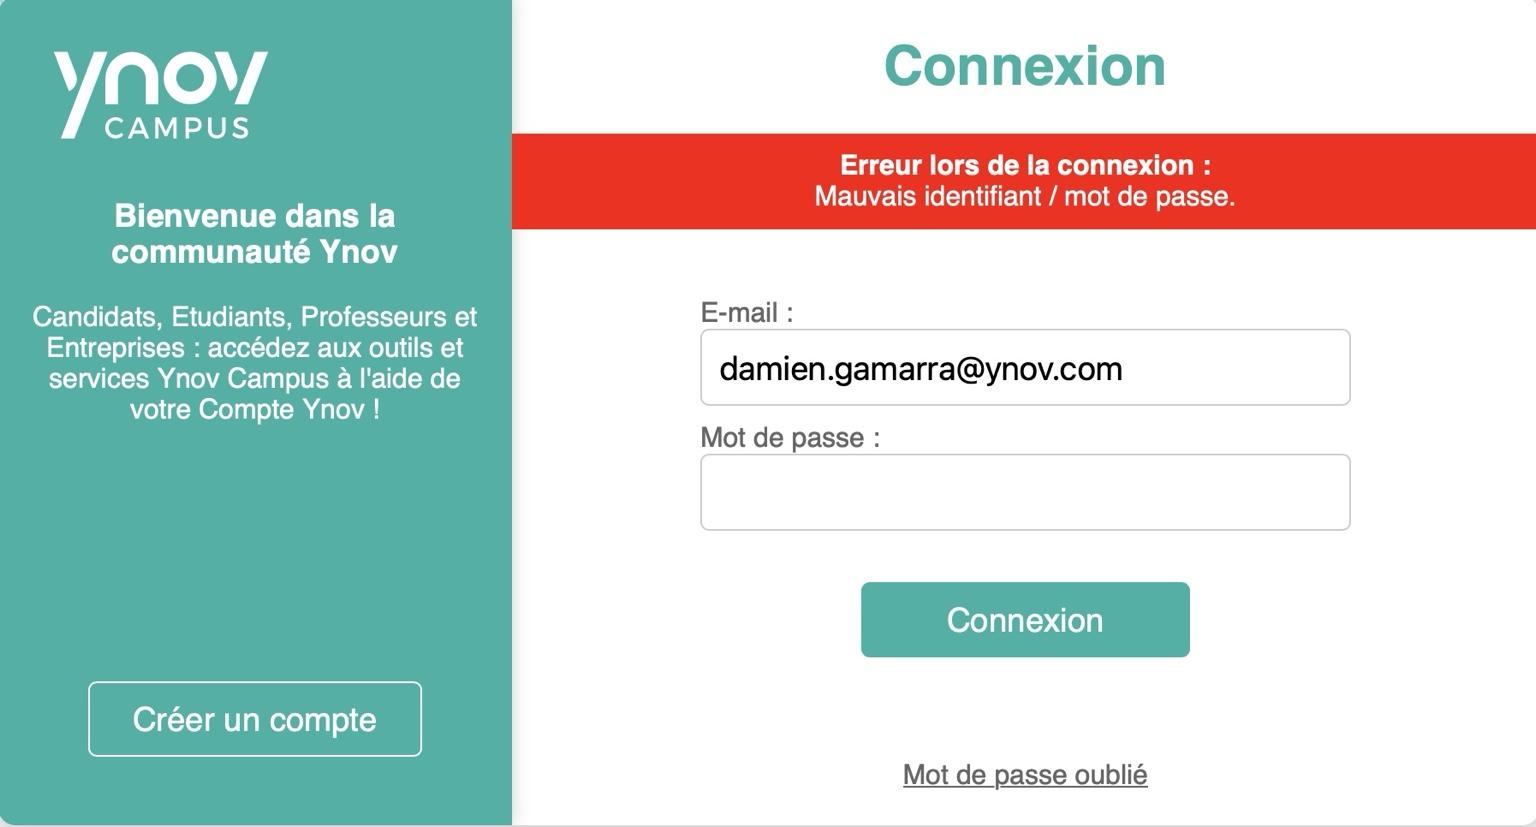 ynov
CAMPUS
Bienvenue dans la
communauté Ynov
Candidats, Etudiants, Professeurs et
Entreprises : accédez aux outils et
services Ynov Campus à l'aide de
votre Compte Ynov !
Créer un compte
Connexion
Erreur lors de la connexion :
Mauvais identifiant / mot de passe.
E-mail :
damien.gamarra@ynov.com
Mot de passe :
Connexion
Mot de passe oublié